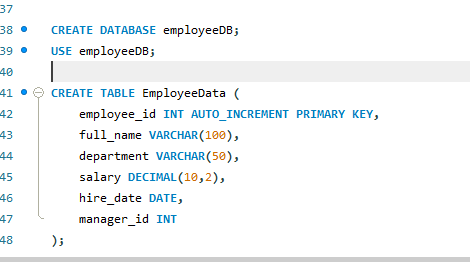 37
38 CREATE DATABASE employeeDB;
39 USE employeeDB;
40
41 CREATE TABLE EmployeeData (
42 employee_id INT AUTO_INCREMENT PRIMARY KEY,
43 full_name VARCHAR(100),
44 department VARCHAR(50),
45 salary DECIMAL(10,2),
46 hire_date DATE,
47 manager_id INT
48 );